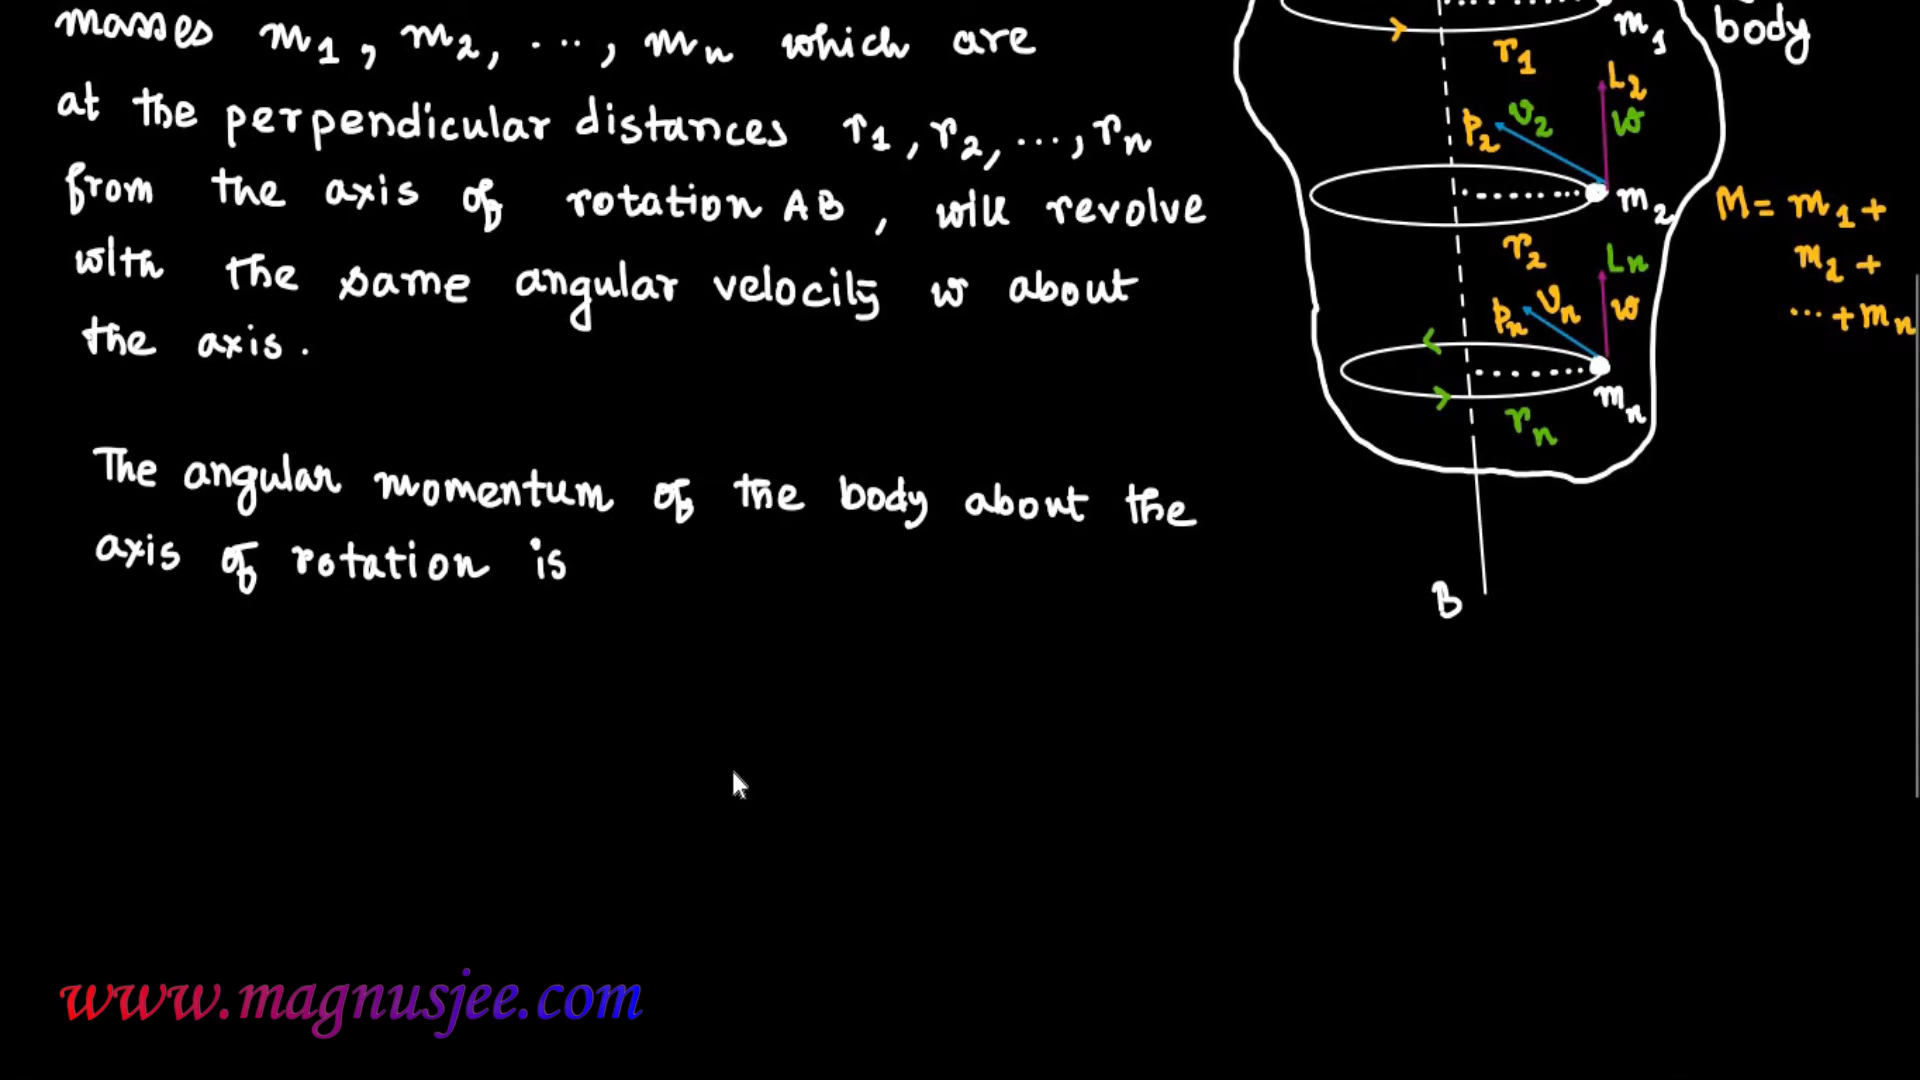 masses m1, m2, ..., mn which are
at the perpendicular distances r1, r2, ..., rn
from the axis of rotation AB, will revolve
with the same angular velocity w about
the axis.
The angular momentum of the body about the
axis of rotation is
m1
body
r1
L2
v2
w
p2
m2
M = m1 +
m2 +
... + mn
r2
Ln
vn
w
pn
mn
rn
B
www.magnusjee.com